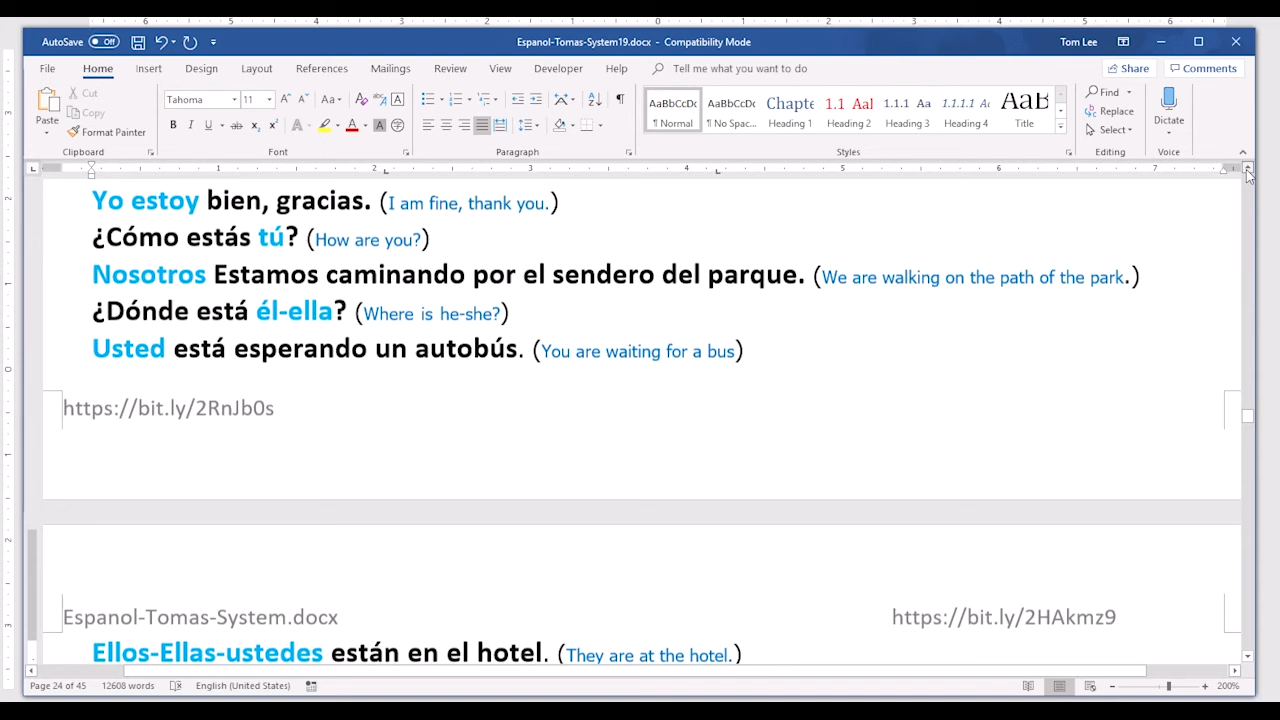 AutoSave Off Espanol-Tomas-System19.docx - Compatibility Mode Tom Lee
File Home Insert Design Layout References Mailings Review View Developer Help Tell me what you want to do Share Comments
Paste Cut Copy Format Painter Clipboard
Tahoma 11 Font
Paragraph
AaBbCcDc ¶ Normal AaBbCcDc ¶ No Spac... Chapte Heading 1 1.1 Aal Heading 2 1.1.1 Aa Heading 3 1.1.1.1 Aa Heading 4 AaB Title Styles
Find Replace Select Editing
Dictate Voice
Yo estoy bien, gracias. (I am fine, thank you.)
¿Cómo estás tú? (How are you?)
Nosotros Estamos caminando por el sendero del parque. (We are walking on the path of the park.)
¿Dónde está él-ella? (Where is he-she?)
Usted está esperando un autobús. (You are waiting for a bus)
https://bit.ly/2RnJb0s
Espanol-Tomas-System.docx https://bit.ly/2HAkmz9
Ellos-Ellas-ustedes están en el hotel. (They are at the hotel.)
Page 24 of 45 12608 words English (United States) 200%